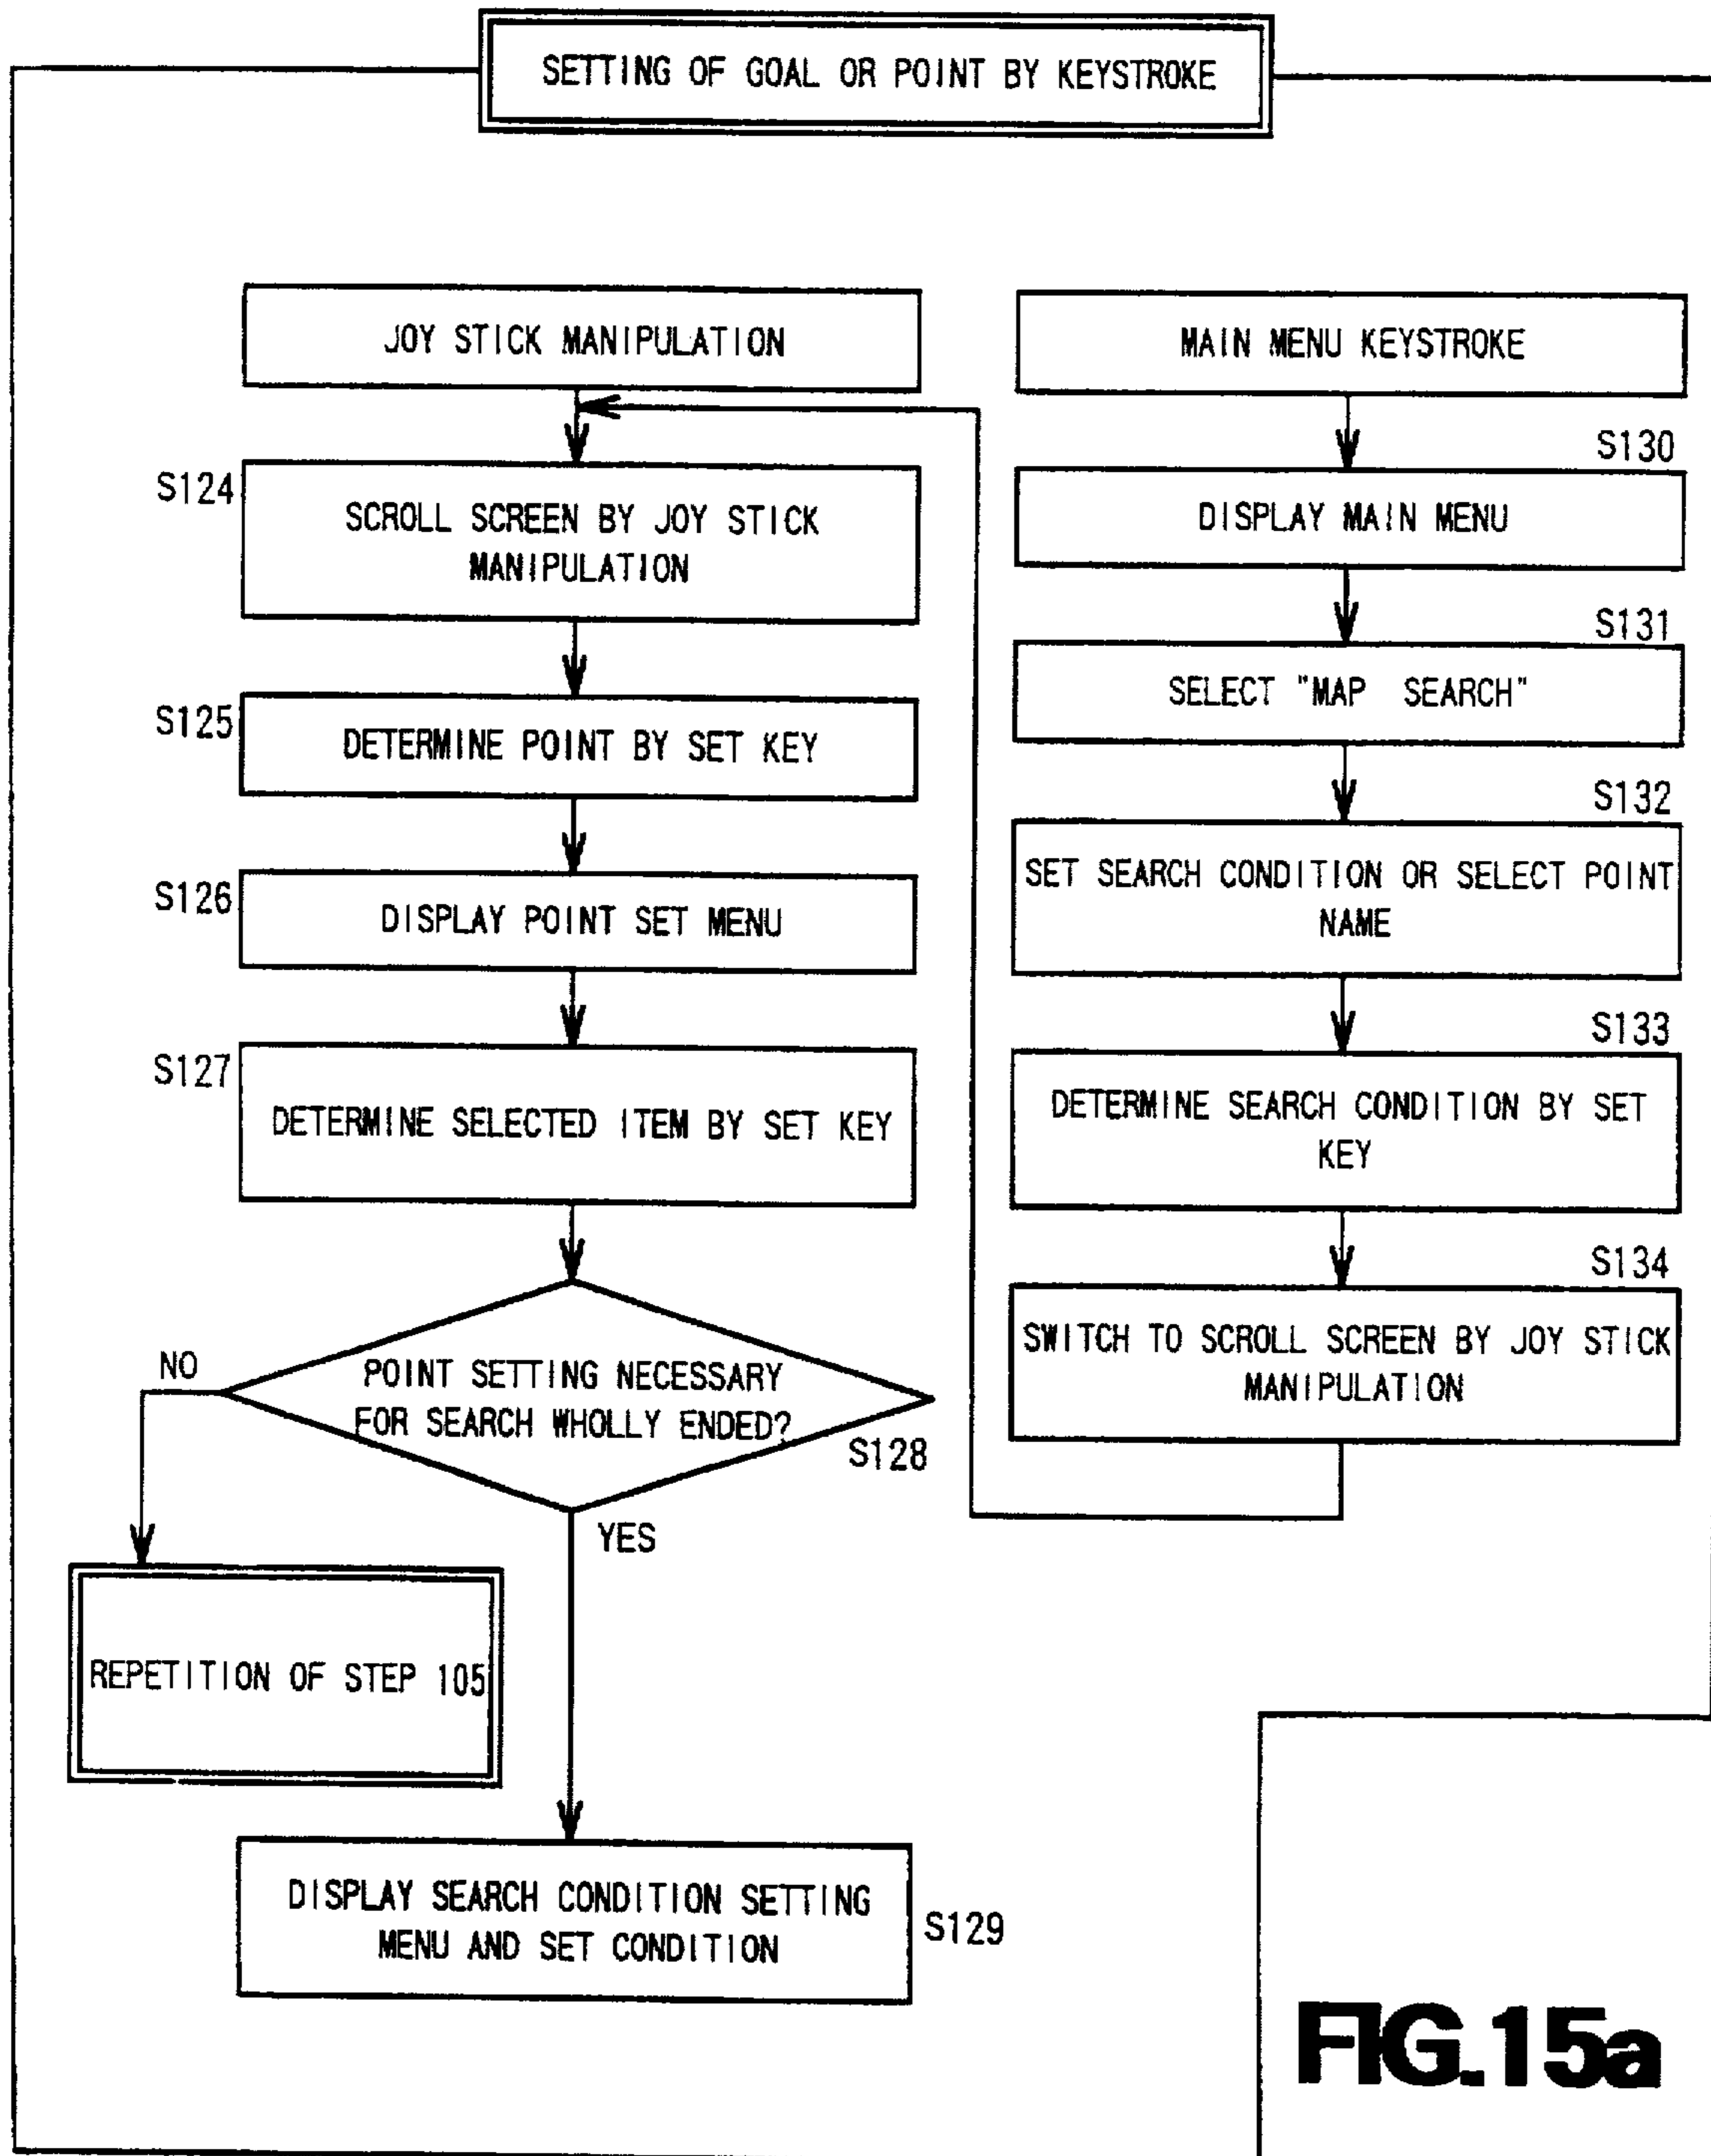 SETTING OF GOAL OR POINT BY KEYSTROKE
JOY STICK MANIPULATION
S124
SCROLL SCREEN BY JOY STICK
MANIPULATION
S125
DETERMINE POINT BY SET KEY
S126
DISPLAY POINT SET MENU
S127
DETERMINE SELECTED ITEM BY SET KEY
NO
POINT SETTING NECESSARY
FOR SEARCH WHOLLY ENDED?
S128
YES
REPETITION OF STEP 105
DISPLAY SEARCH CONDITION SETTING
MENU AND SET CONDITION
S129
MAIN MENU KEYSTROKE
S130
DISPLAY MAIN MENU
S131
SELECT "MAP SEARCH"
S132
SET SEARCH CONDITION OR SELECT POINT
NAME
S133
DETERMINE SEARCH CONDITION BY SET
KEY
S134
SWITCH TO SCROLL SCREEN BY JOY STICK
MANIPULATION
FIG.15a